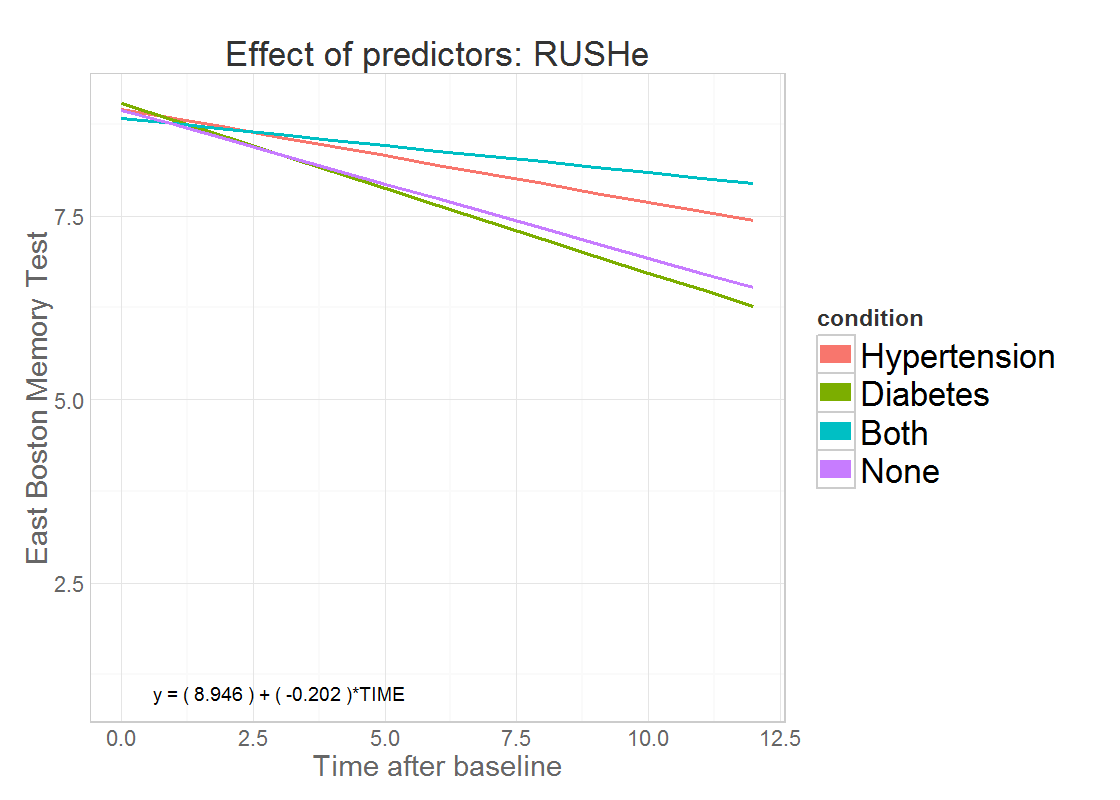 Effect of predictors: RUSHe
East Boston Memory Test
7.5
5.0
2.5
y = ( 8.946 ) + ( -0.202 )*TIME
0.0 2.5 5.0 7.5 10.0 12.5
Time after baseline
condition
Hypertension
Diabetes
Both
None